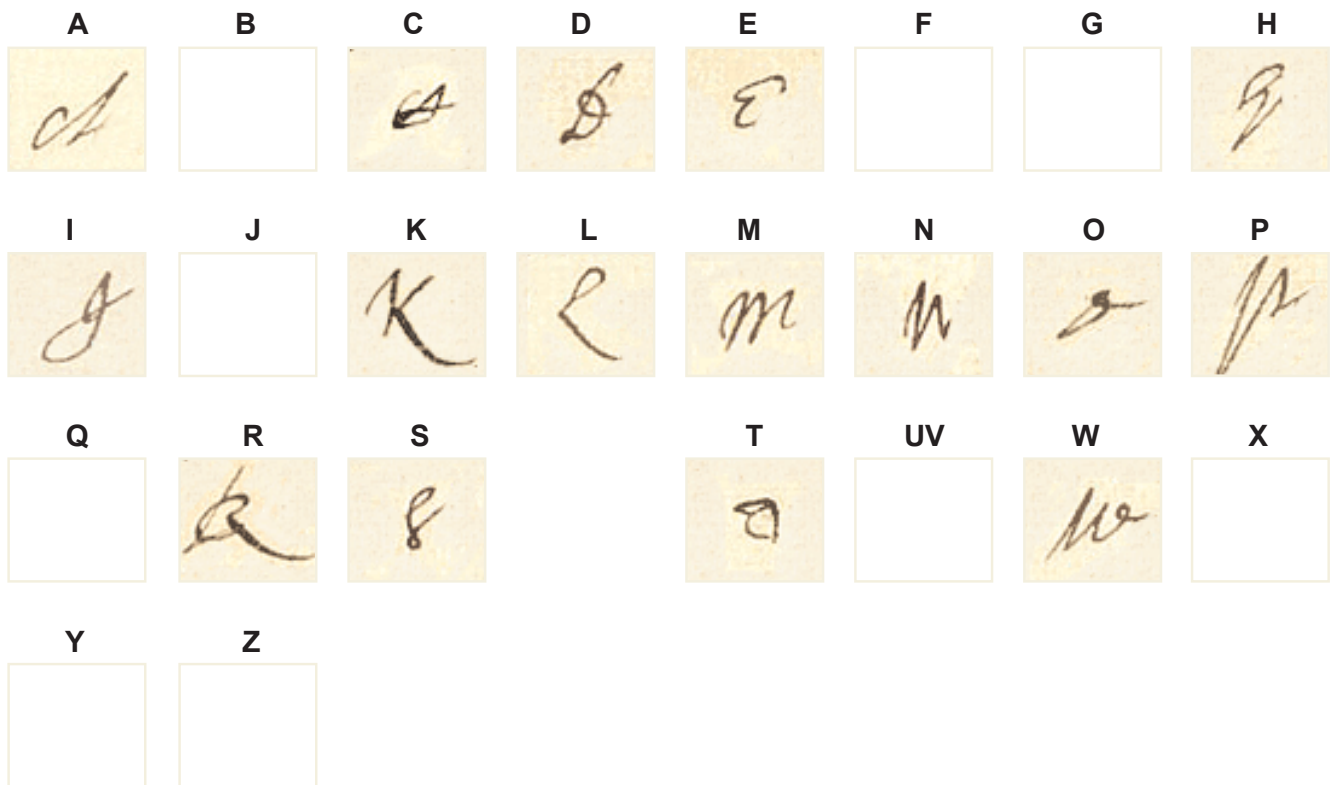 A B C D E F G H
A C D E H
I J K L M N O P
I K L M N O P
Q R S T UV W X
R S T W
Y Z